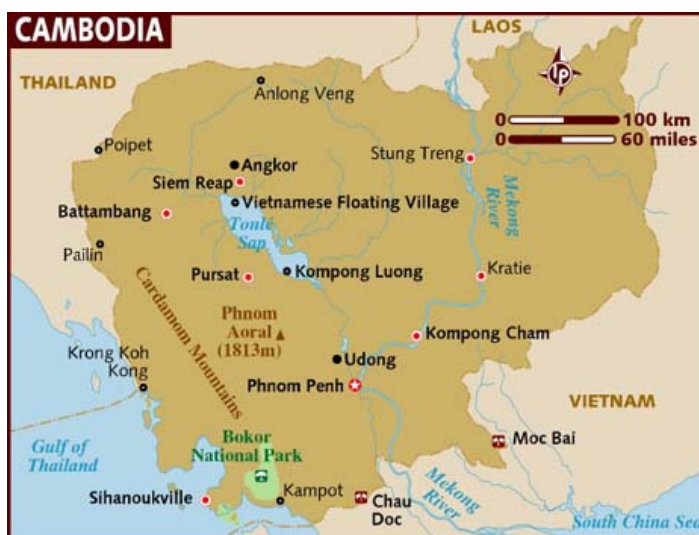 CAMBODIA
LAOS
THAILAND
lp
Anlong Veng
0 100 km
0 60 miles
Poipet
Angkor
Stung Treng
Siem Reap
Mekong
River
Vietnamese Floating Village
Battambang
Tonlé
Sap
Pailin
Pursat
Kompong Luong
Kratie
Cardamom Mountains
Phnom
Aoral
(1813m)
Kompong Cham
Krong Koh
Kong
Udong
Phnom Penh
VIETNAM
Bokor
National Park
Moc Bai
Gulf of
Thailand
Mekong
River
Sihanoukville
Kampot
Chau
Doc
South China Sea